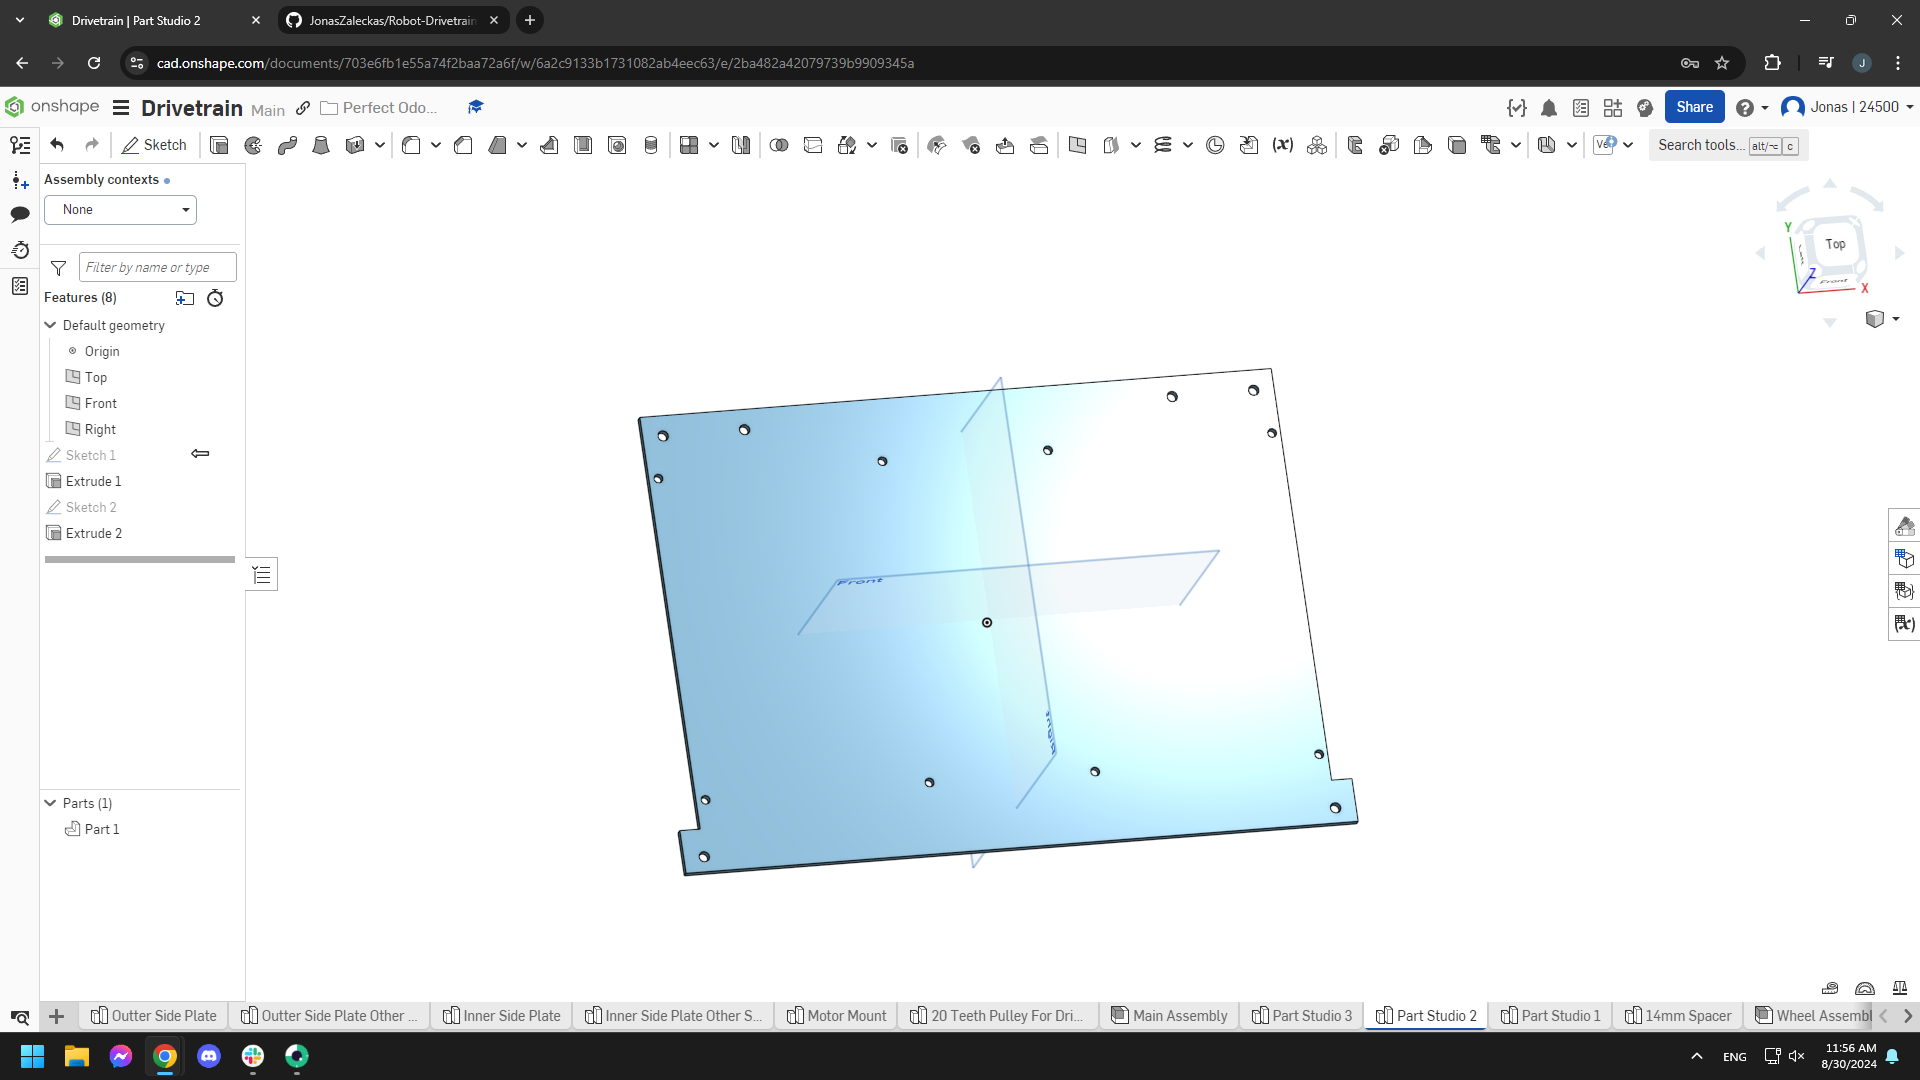 Drivetrain | Part Studio 2
JonasZaleckas/Robot-Drivetrain
cad.onshape.com/documents/703e6fb1e55a74f2baa72a6f/w/6a2c9133b1731082ab4eec63/e/2ba482a42079739b9909345a
J
onshape
Drivetrain Main
Perfect Odo...
Share
Jonas | 24500
Sketch
Search tools... alt/⌥ c
Assembly contexts
None
Filter by name or type
Features (8)
Default geometry
Origin
Top
Front
Right
Sketch 1
Extrude 1
Sketch 2
Extrude 2
Parts (1)
Part 1
Front
Right
Top
Front
Y
Z
X
Outter Side Plate
Outter Side Plate Other ...
Inner Side Plate
Inner Side Plate Other S...
Motor Mount
20 Teeth Pulley For Dri...
Main Assembly
Part Studio 3
Part Studio 2
Part Studio 1
14mm Spacer
Wheel Assembl
ENG
11:56 AM
8/30/2024